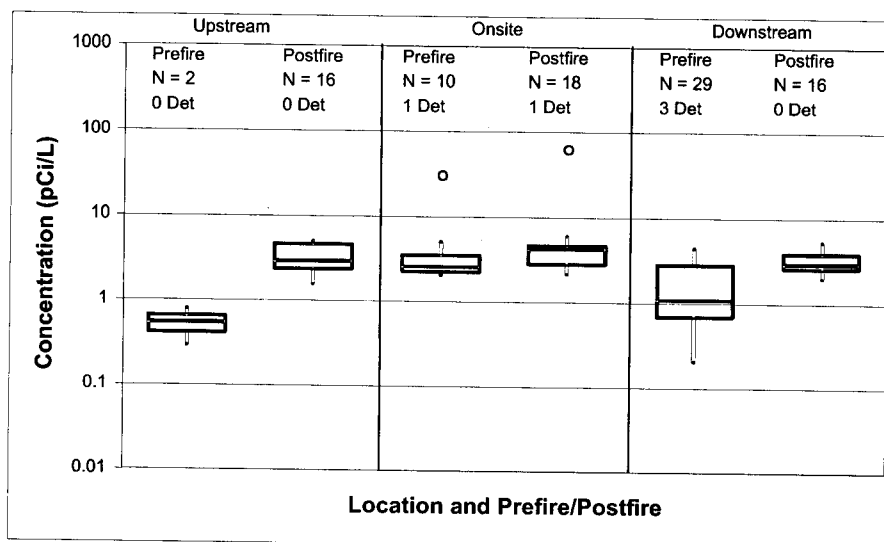 Upstream Onsite Downstream
Prefire Postfire Prefire Postfire Prefire Postfire
N = 2 N = 16 N = 10 N = 18 N = 29 N = 16
0 Det 0 Det 1 Det 1 Det 3 Det 0 Det
1000
100
10
1
0.1
0.01
Concentration (pCi/L)
Location and Prefire/Postfire